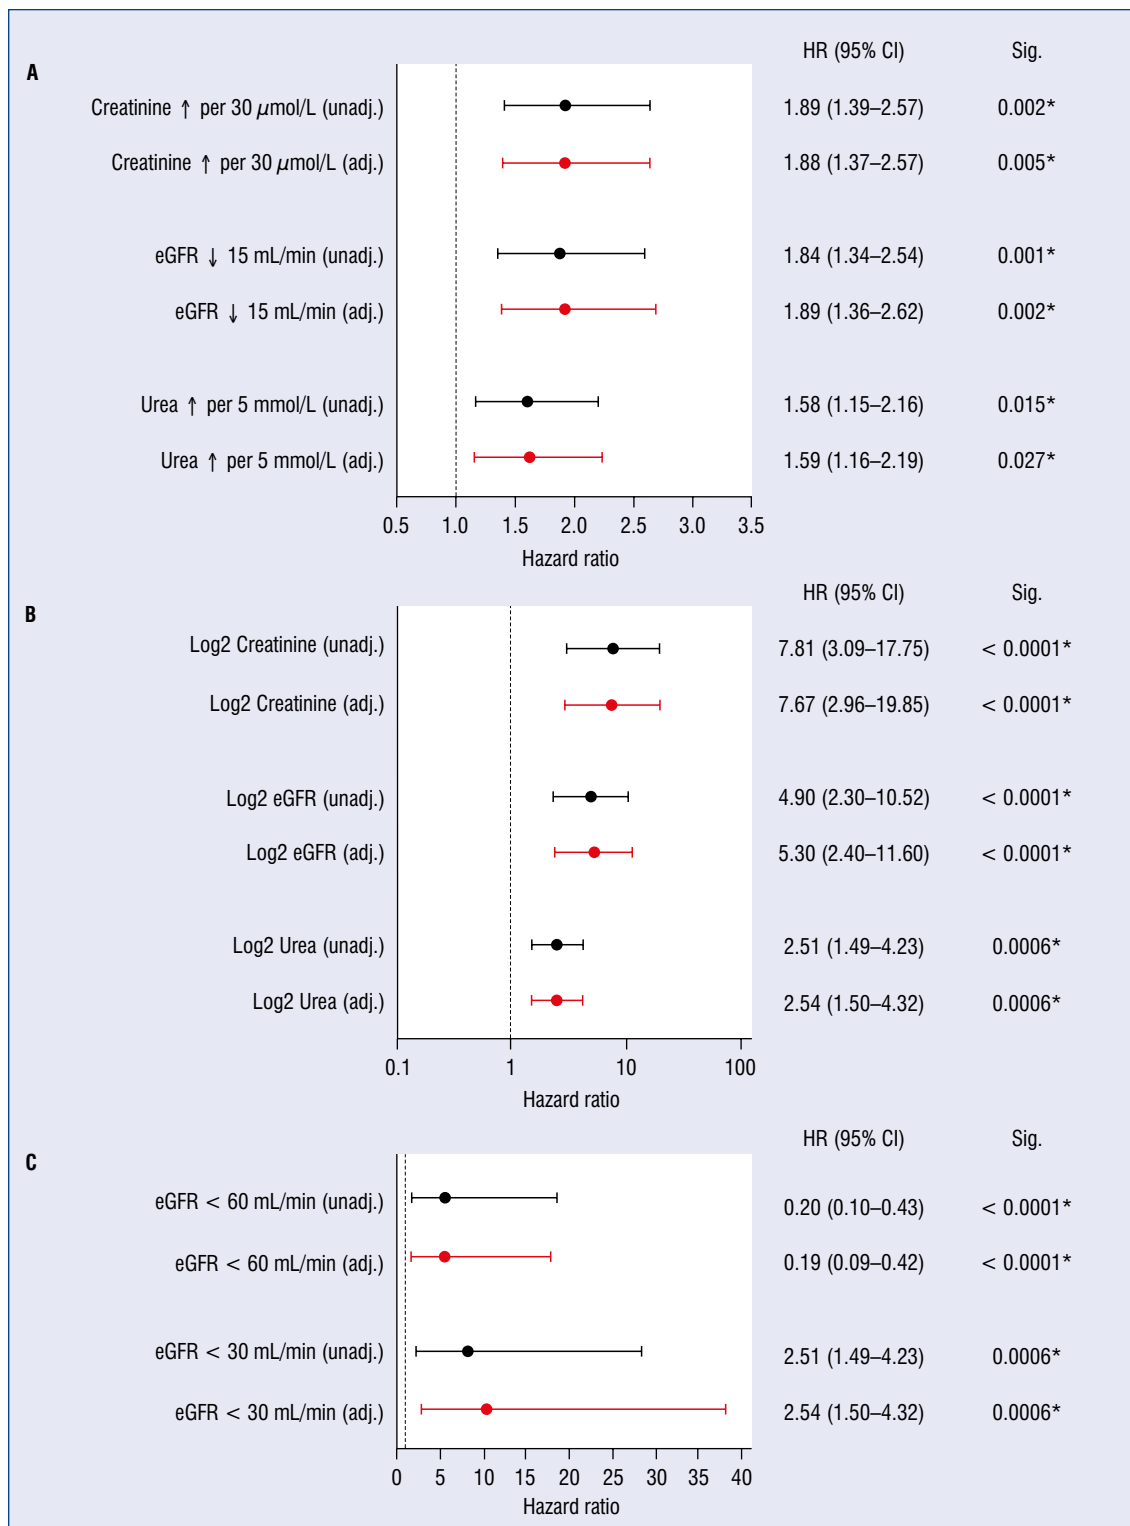 HR (95% CI) Sig.
A
Creatinine ↑ per 30 µmol/L (unadj.) 1.89 (1.39–2.57) 0.002*
Creatinine ↑ per 30 µmol/L (adj.) 1.88 (1.37–2.57) 0.005*
eGFR ↓ 15 mL/min (unadj.) 1.84 (1.34–2.54) 0.001*
eGFR ↓ 15 mL/min (adj.) 1.89 (1.36–2.62) 0.002*
Urea ↑ per 5 mmol/L (unadj.) 1.58 (1.15–2.16) 0.015*
Urea ↑ per 5 mmol/L (adj.) 1.59 (1.16–2.19) 0.027*
0.5 1.0 1.5 2.0 2.5 3.0 3.5
Hazard ratio
HR (95% CI) Sig.
B
Log2 Creatinine (unadj.) 7.81 (3.09–17.75) < 0.0001*
Log2 Creatinine (adj.) 7.67 (2.96–19.85) < 0.0001*
Log2 eGFR (unadj.) 4.90 (2.30–10.52) < 0.0001*
Log2 eGFR (adj.) 5.30 (2.40–11.60) < 0.0001*
Log2 Urea (unadj.) 2.51 (1.49–4.23) 0.0006*
Log2 Urea (adj.) 2.54 (1.50–4.32) 0.0006*
0.1 1 10 100
Hazard ratio
HR (95% CI) Sig.
C
eGFR < 60 mL/min (unadj.) 0.20 (0.10–0.43) < 0.0001*
eGFR < 60 mL/min (adj.) 0.19 (0.09–0.42) < 0.0001*
eGFR < 30 mL/min (unadj.) 2.51 (1.49–4.23) 0.0006*
eGFR < 30 mL/min (adj.) 2.54 (1.50–4.32) 0.0006*
0 5 10 15 20 25 30 35 40
Hazard ratio